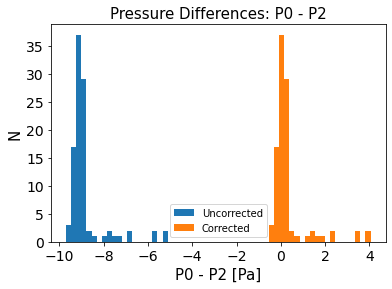 Pressure Differences: P0 - P2
35
30
25
20
15
10
5
0
N
Uncorrected
Corrected
−10 −8 −6 −4 −2 0 2 4
P0 - P2 [Pa]